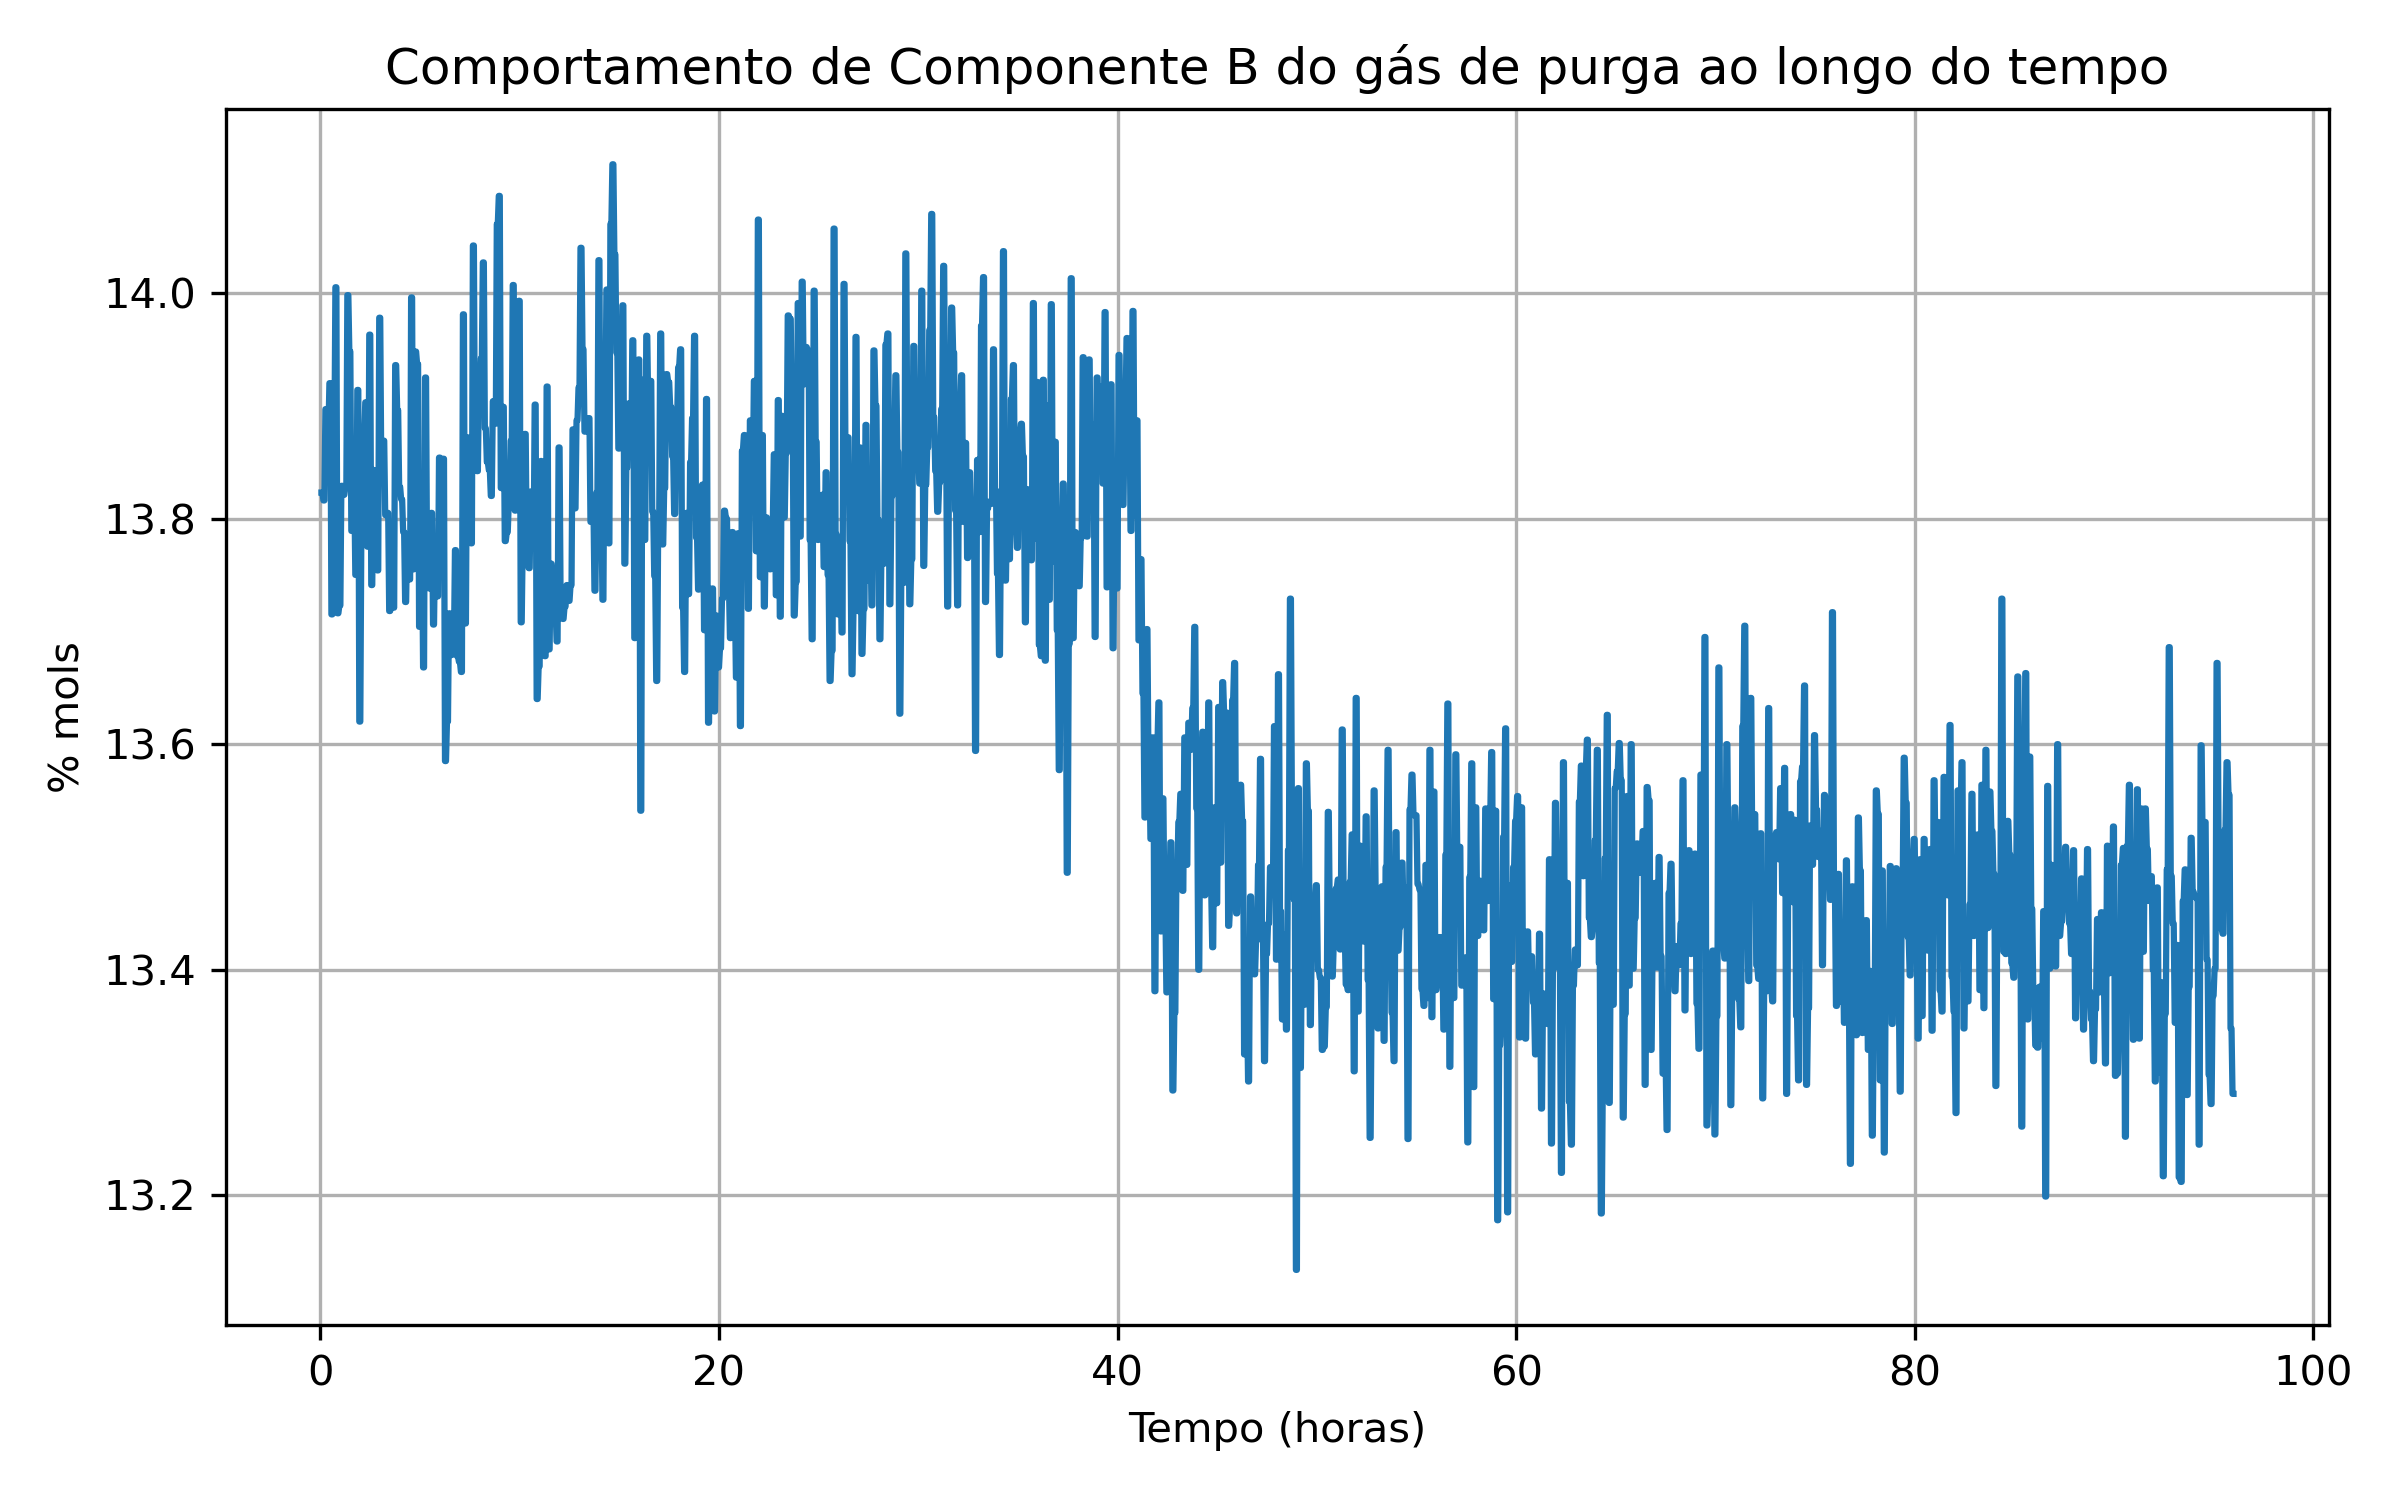 Comportamento de Componente B do gás de purga ao longo do tempo
% mols
14.0
13.8
13.6
13.4
13.2
0 20 40 60 80 100
Tempo (horas)